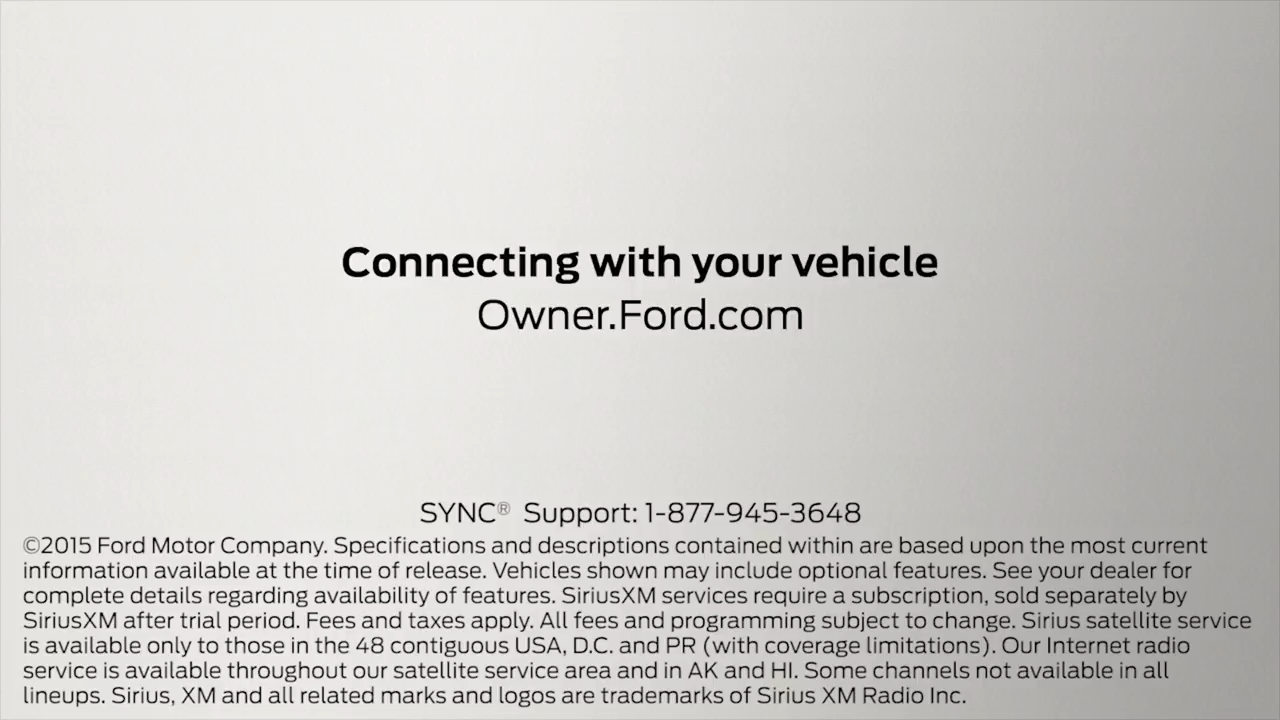 Connecting with your vehicle
Owner.Ford.com
SYNC® Support: 1-877-945-3648
©2015 Ford Motor Company. Specifications and descriptions contained within are based upon the most current
information available at the time of release. Vehicles shown may include optional features. See your dealer for
complete details regarding availability of features. SiriusXM services require a subscription, sold separately by
SiriusXM after trial period. Fees and taxes apply. All fees and programming subject to change. Sirius satellite service
is available only to those in the 48 contiguous USA, D.C. and PR (with coverage limitations). Our Internet radio
service is available throughout our satellite service area and in AK and HI. Some channels not available in all
lineups. Sirius, XM and all related marks and logos are trademarks of Sirius XM Radio Inc.